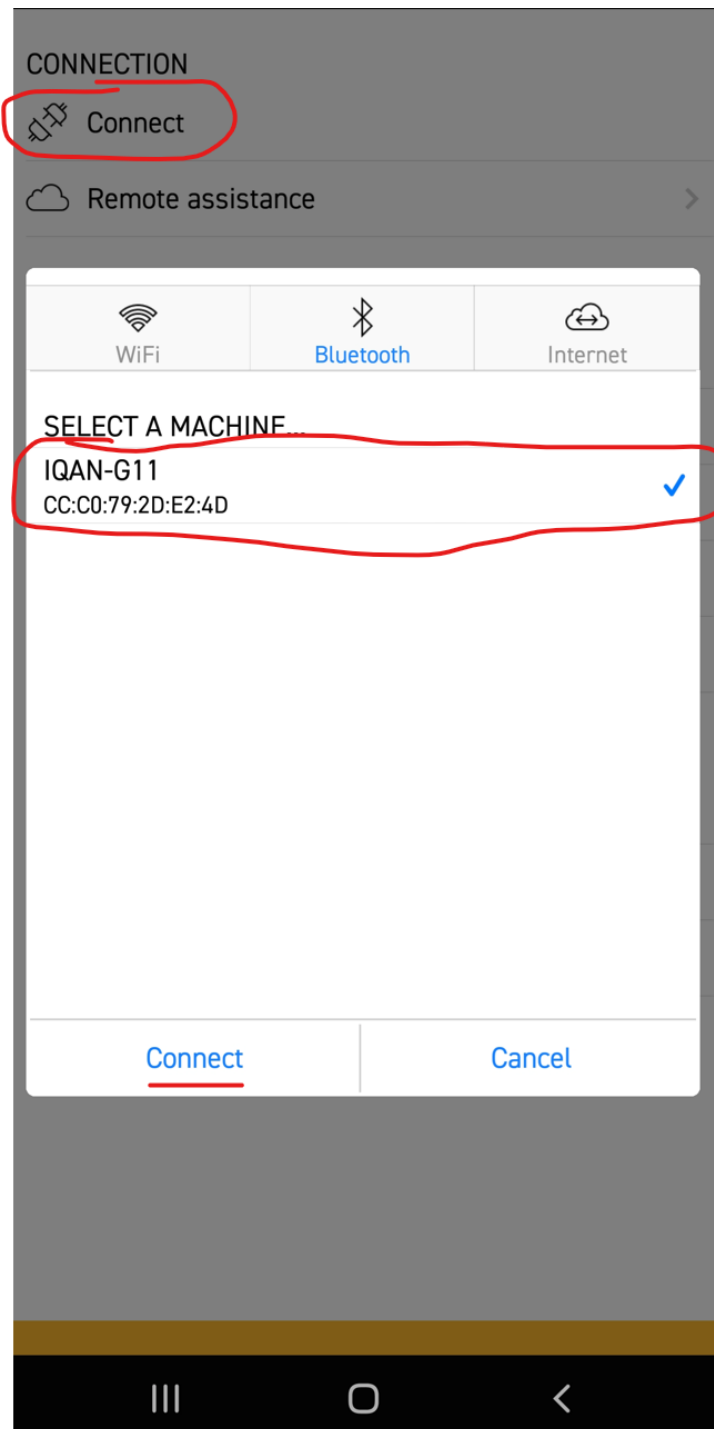 CONNECTION
Connect
Remote assistance
WiFi
Bluetooth
Internet
SELECT A MACHINE...
IQAN-G11
CC:C0:79:2D:E2:4D
Connect
Cancel